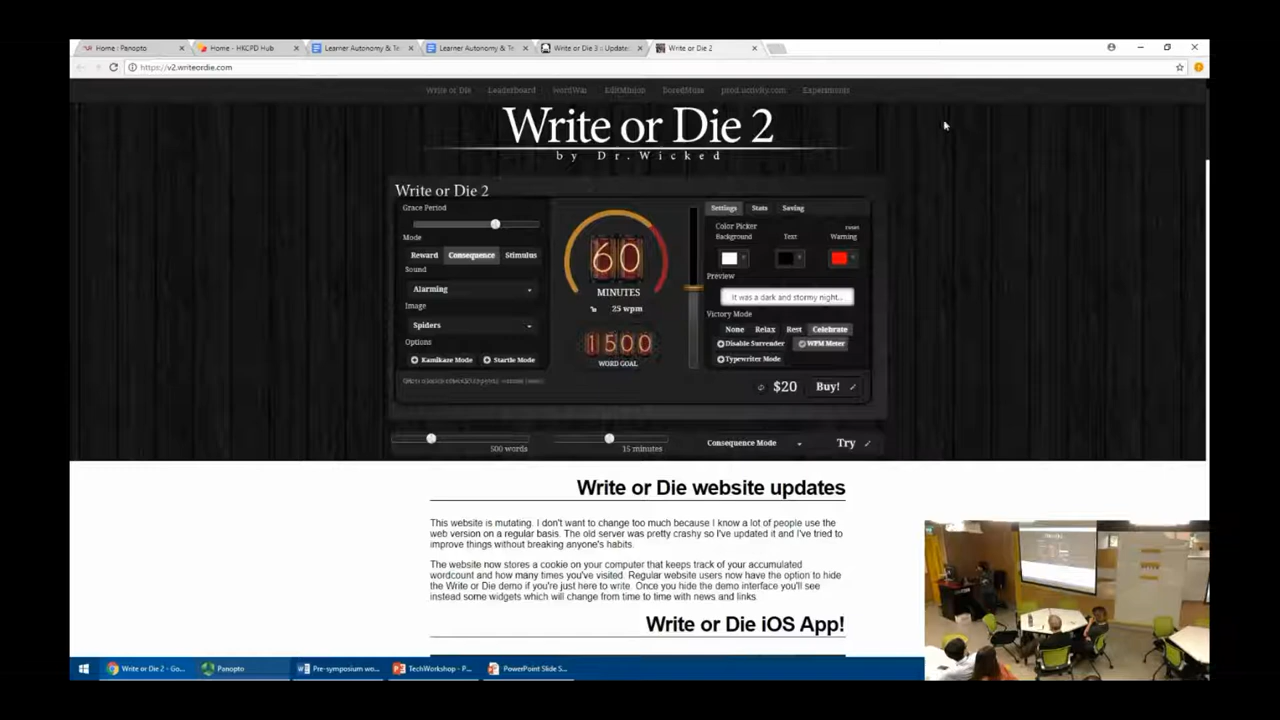 Home : Panopto
Home - HKCPD Hub
Learner Autonomy & Te
Learner Autonomy & Te
Write or Die 3 :: Update
Write or Die 2
https://v2.writeordie.com
Write or Die
Leaderboard
WordWar
EditMinion
BoredMuse
prod.uctivity.com
Experiments
Write or Die 2
by Dr.Wicked
Write or Die 2
Grace Period
Mode
Reward Consequence Stimulus
Sound
Alarming
Image
Spiders
Options
Kamikaze Mode
Startle Mode
60
MINUTES
25 wpm
1500
WORD GOAL
Settings Stats Saving
Color Picker
Background Text Warning
Preview
It was a dark and stormy night...
Victory Mode
None Relax Rest Celebrate
Disable Surrender
WPM Meter
Typewriter Mode
$20 Buy!
500 words
15 minutes
Consequence Mode
Try
Write or Die website updates
This website is mutating. I don't want to change too much because I know a lot of people use the
web version on a regular basis. The old server was pretty crashy so I've updated it and I've tried to
improve things without breaking anyone's habits.
The website now stores a cookie on your computer that keeps track of your accumulated
wordcount and how many times you've visited. Regular website users now have the option to hide
the Write or Die demo if you're just here to write. Once you hide the demo interface you'll see
instead some widgets which will change from time to time with news and links.
Write or Die iOS App!
Write or Die 2 - Go...
Panopto
Pre-symposium wo...
TechWorkshop - P...
PowerPoint Slide S...